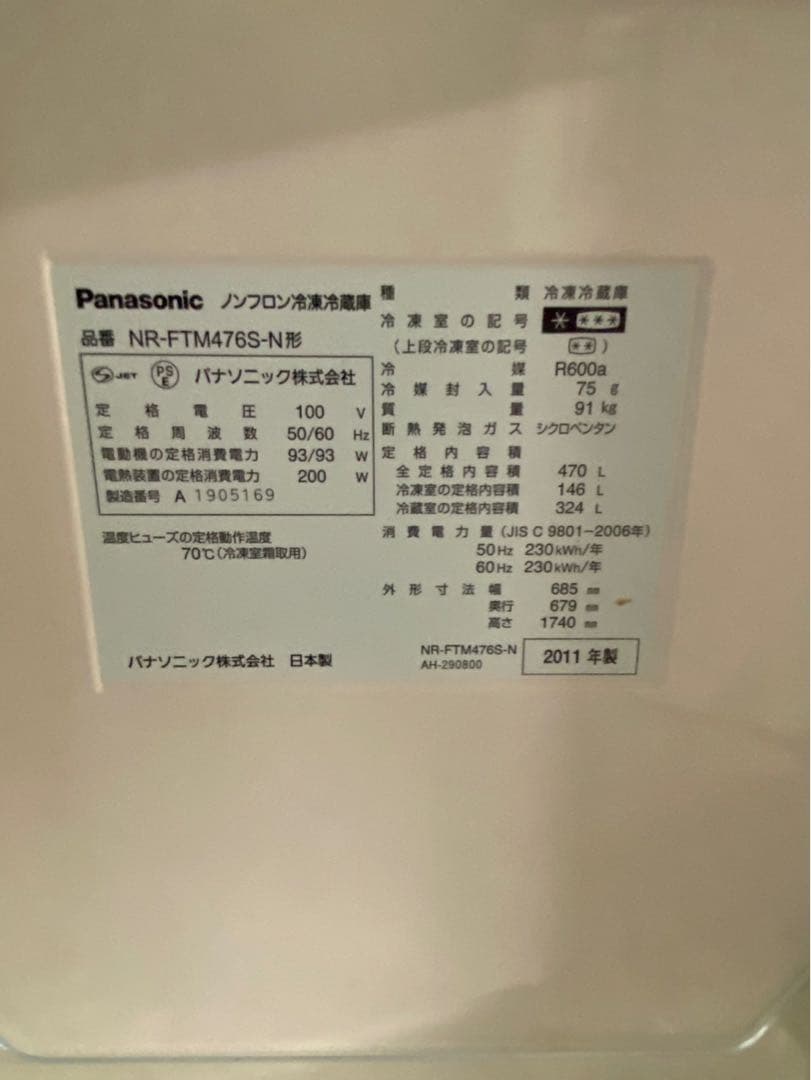 Panasonic ノンフロン冷凍冷蔵庫
品番 NR-FTM476S-N形
JET PSE パナソニック株式会社
定格電圧 100 V
定格周波数 50/60 Hz
電動機の定格消費電力 93/93 W
電熱装置の定格消費電力 200 W
製造番号 A 1905169
温度ヒューズの定格動作温度
70℃(冷凍室霜取用)
パナソニック株式会社 日本製
種類 冷凍冷蔵庫
冷凍室の記号 ＊＊＊＊
(上段冷凍室の記号 ＊＊)
冷媒 R600a
冷媒封入量 75 g
質量 91 kg
断熱発泡ガス シクロペンタン
定格内容積
全定格内容積 470 L
冷凍室の定格内容積 146 L
冷蔵室の定格内容積 324 L
消費電力量(JIS C 9801-2006年)
50Hz 230kWh/年
60Hz 230kWh/年
外形寸法幅 685 mm
奥行 679 mm
高さ 1740 mm
NR-FTM476S-N
AH-290800
2011年製